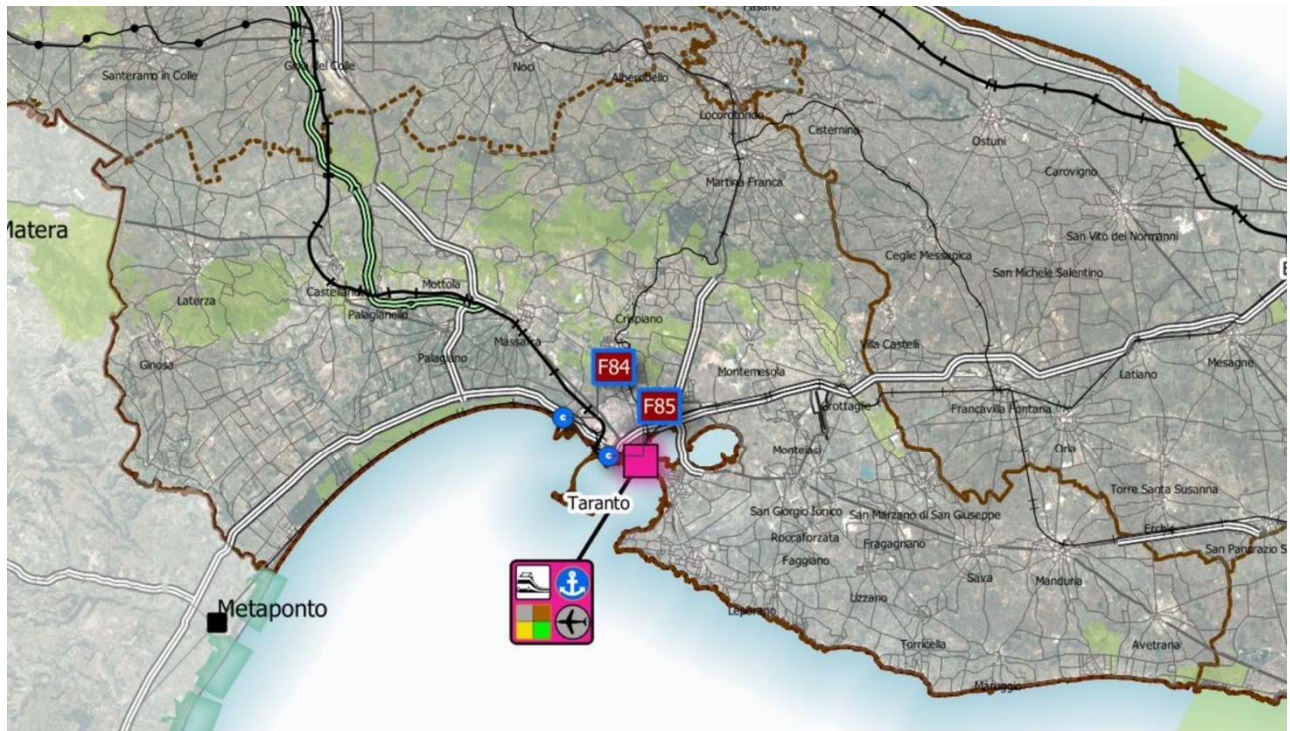 Fasano
Santeramo in Colle
Gioia del Colle
Noci
Alberobello
Locorotondo
Cisternino
Ostuni
Carovigno
Martina Franca
Matera
San Vito dei Normanni
Ceglie Messapica
San Michele Salentino
Laterza
Castellaneta
Mottola
Palagianello
Crispiano
Massafra
Villa Castelli
Ginosa
Palagiano
F84
Montemesola
Mesagne
Latiano
F85
Grottaglie
Francavilla Fontana
Monteiasi
Oria
Taranto
Torre Santa Susanna
San Giorgio Ionico
San Marzano di San Giuseppe
Erchie
Roccaforzata
Fragagnano
San Pancrazio S
Faggiano
Sava
Manduria
Lizzano
Metaponto
Leporano
Torricella
Avetrana
Maruggio